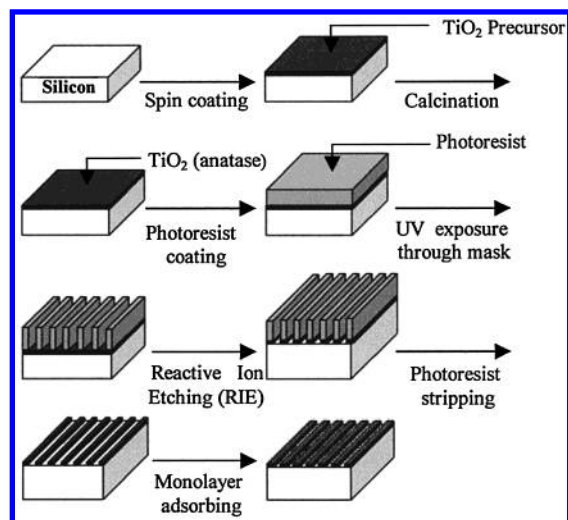 TiO2 Precursor
Silicon
Spin coating
Calcination
TiO2 (anatase)
Photoresist
Photoresist
coating
UV exposure
through mask
Reactive Ion
Etching (RIE)
Photoresist
stripping
Monolayer
adsorbing